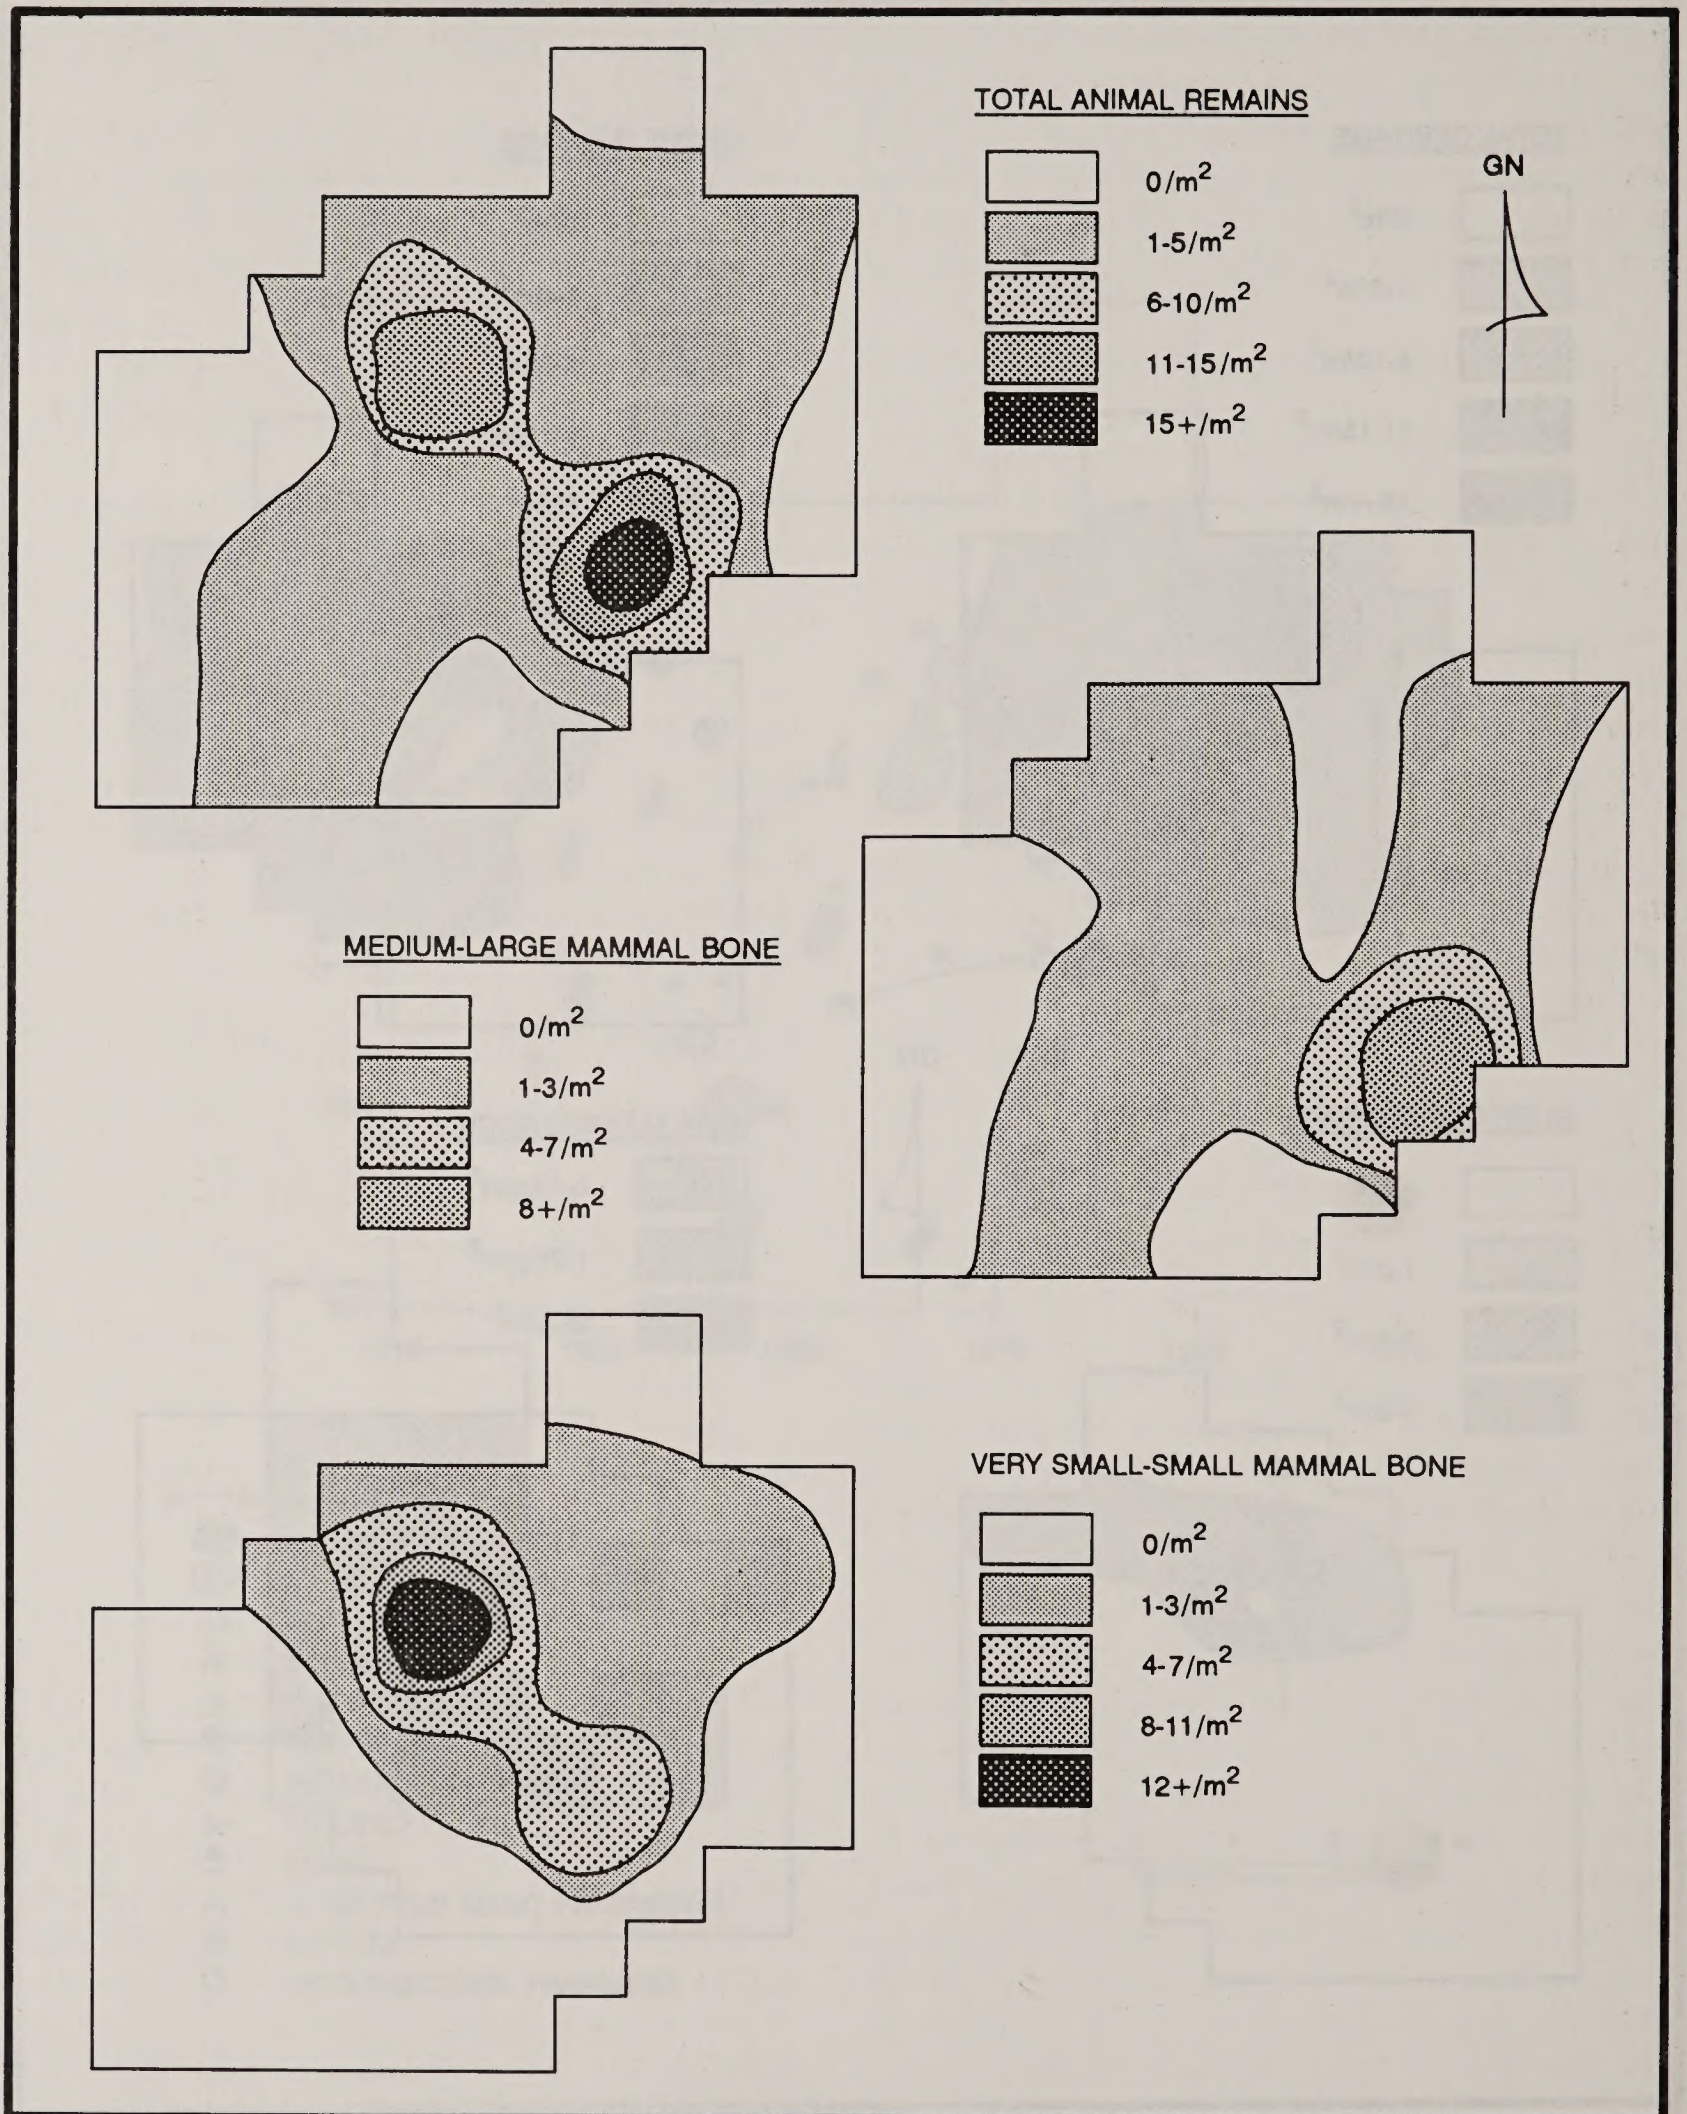 TOTAL ANIMAL REMAINS
0/m²
1-5/m²
6-10/m²
11-15/m²
15+/m²
GN
MEDIUM-LARGE MAMMAL BONE
0/m²
1-3/m²
4-7/m²
8+/m²
VERY SMALL-SMALL MAMMAL BONE
0/m²
1-3/m²
4-7/m²
8-11/m²
12+/m²